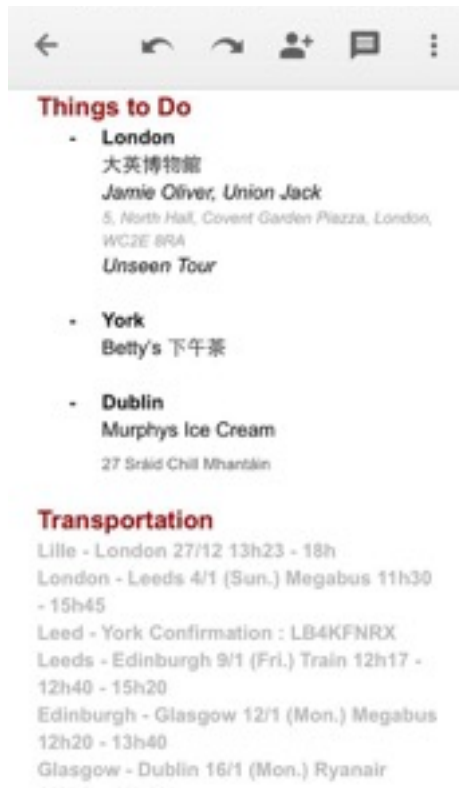 Things to Do
- London
大英博物館
Jamie Oliver, Union Jack
5, North Hall, Covent Garden Piazza, London,
WC2E 8RA
Unseen Tour
- York
Betty's 下午茶
- Dublin
Murphys Ice Cream
27 Sráid Chill Mhantáin
Transportation
Lille - London 27/12 13h23 - 18h
London - Leeds 4/1 (Sun.) Megabus 11h30
- 15h45
Leed - York Confirmation : LB4KFNRX
Leeds - Edinburgh 9/1 (Fri.) Train 12h17 -
12h40 - 15h20
Edinburgh - Glasgow 12/1 (Mon.) Megabus
12h20 - 13h40
Glasgow - Dublin 16/1 (Mon.) Ryanair